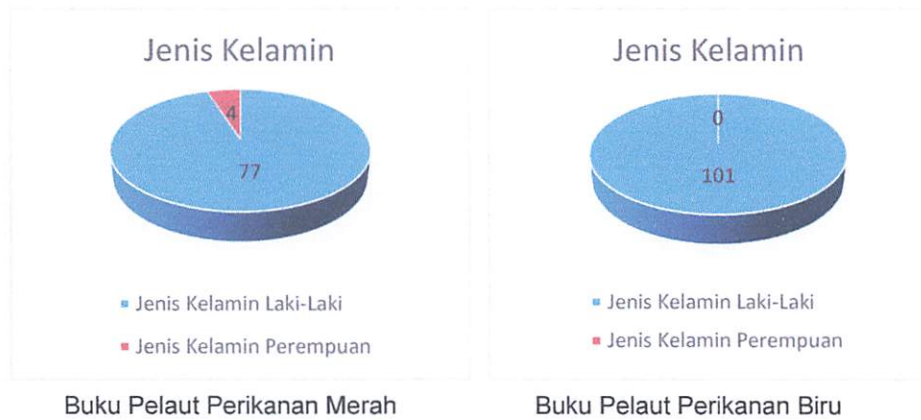 Jenis Kelamin
4
77
Jenis Kelamin Laki-Laki
Jenis Kelamin Perempuan
Buku Pelaut Perikanan Merah
Jenis Kelamin
0
101
Jenis Kelamin Laki-Laki
Jenis Kelamin Perempuan
Buku Pelaut Perikanan Biru